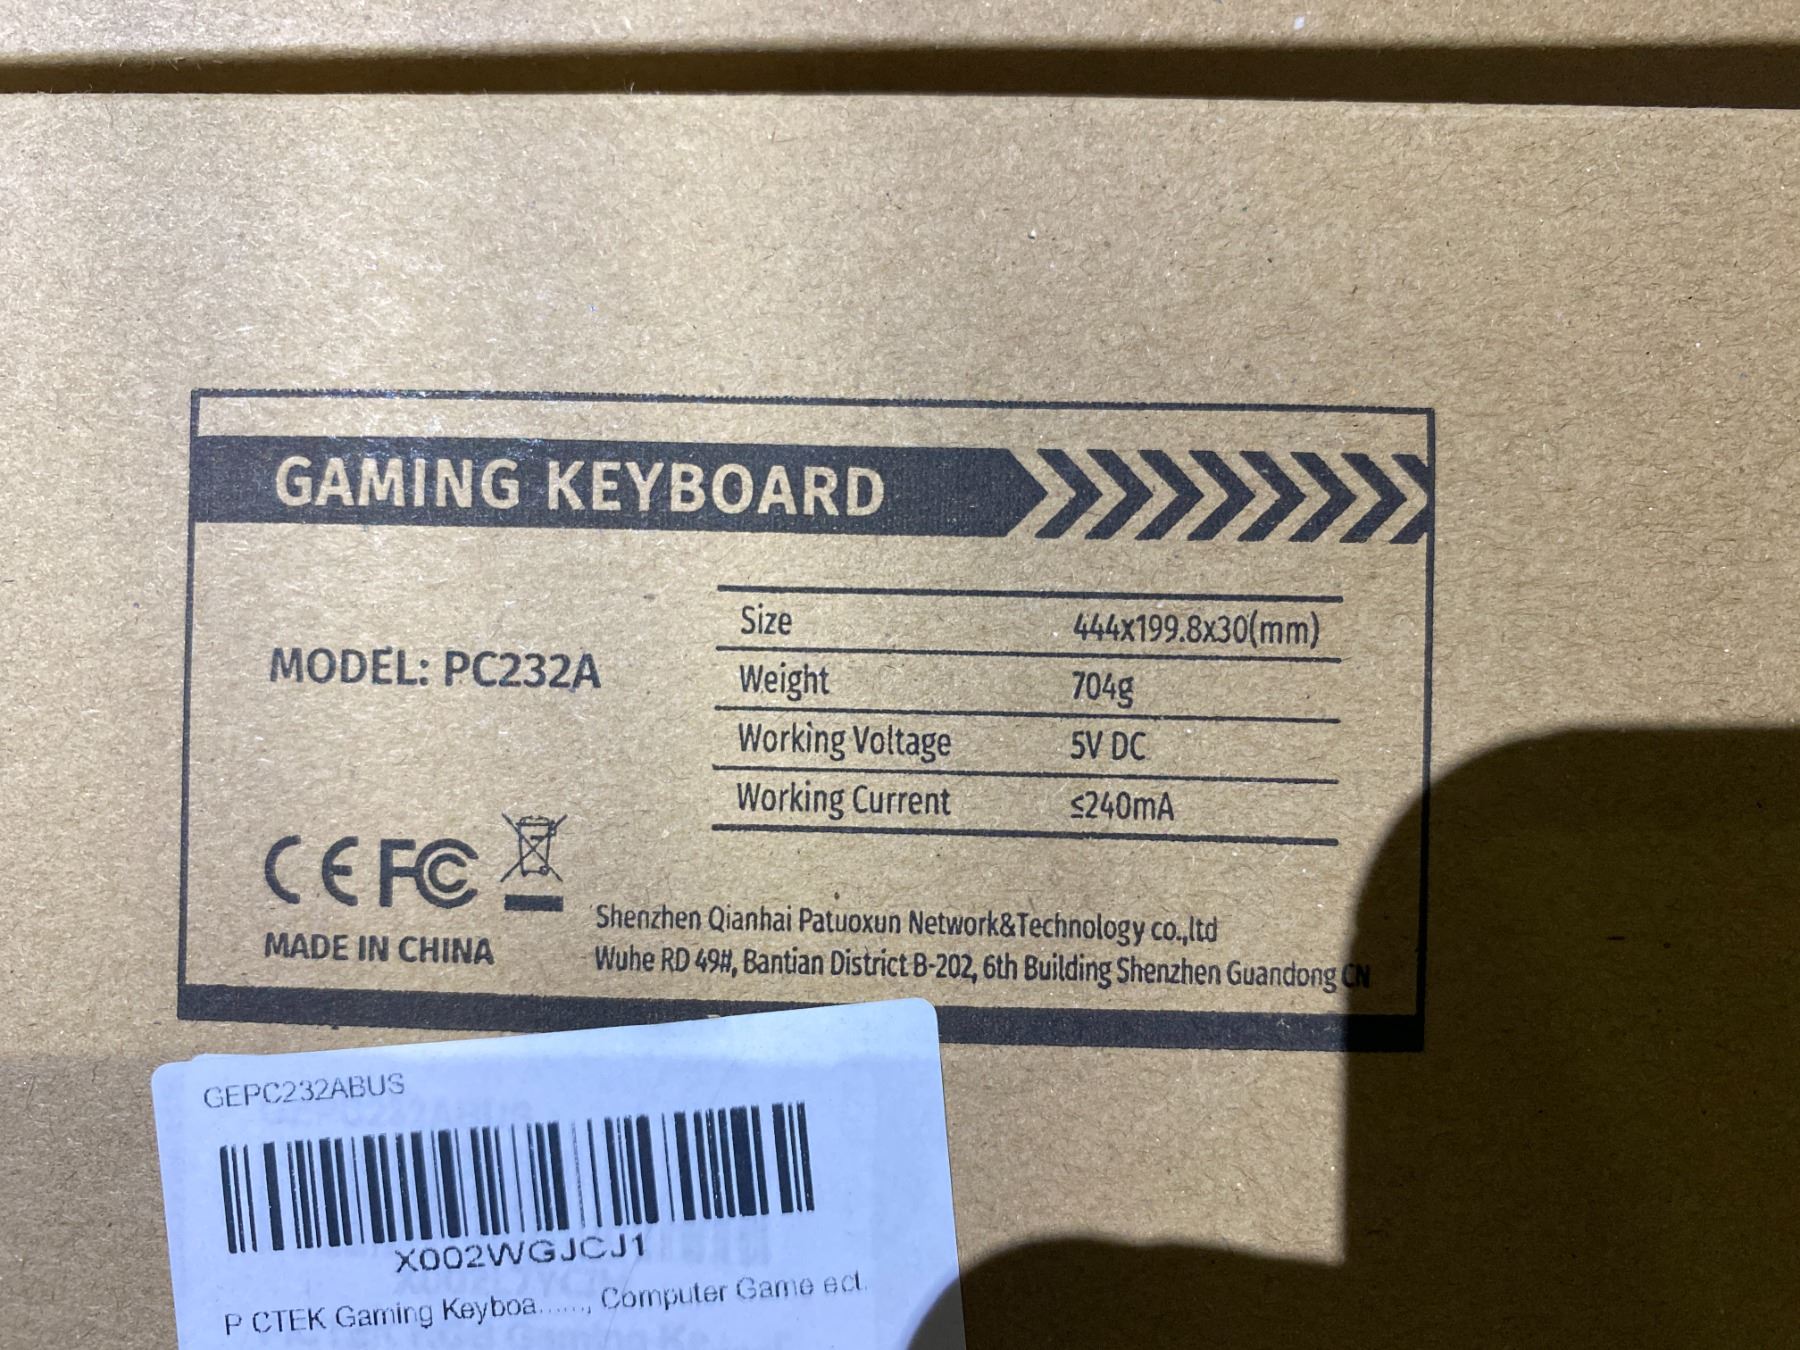 GAMING KEYBOARD
MODEL: PC232A
Size 444x199.8x30(mm)
Weight 704g
Working Voltage 5V DC
Working Current ≤240mA
CE FC
MADE IN CHINA
Shenzhen Qianhai Patuoxun Network&Technology co.,ltd
Wuhe RD 49#, Bantian District B-202, 6th Building Shenzhen Guandong CN
GEPC232ABUS
X002WGJCJ1
P CTEK Gaming Keyboa......, Computer Game ect.